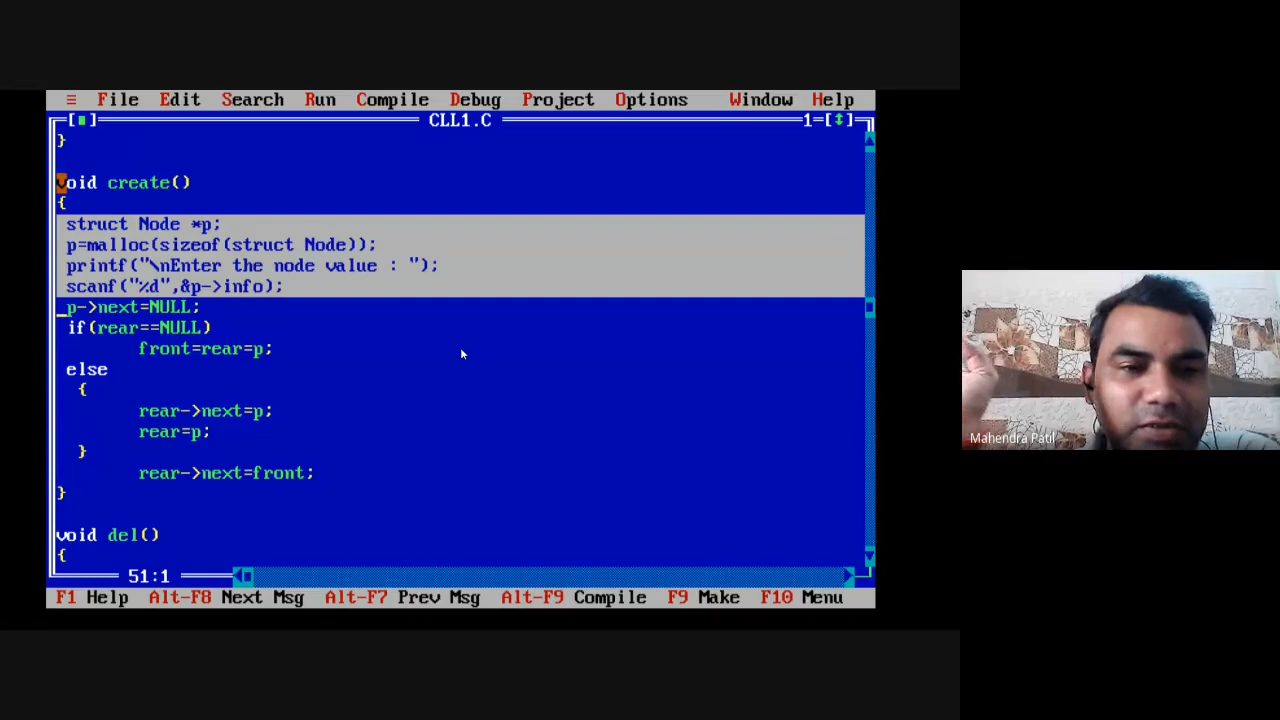 ≡ File Edit Search Run Compile Debug Project Options Window Help
[■] CLL1.C 1=[↕]
}
void create()
{
struct Node *p;
p=malloc(sizeof(struct Node));
printf("\nEnter the node value : ");
scanf("%d",&p->info);
p->next=NULL;
if(rear==NULL)
front=rear=p;
else
{
rear->next=p;
rear=p;
}
rear->next=front;
}
void del()
{
51:1
F1 Help Alt-F8 Next Msg Alt-F7 Prev Msg Alt-F9 Compile F9 Make F10 Menu
Mahendra Patil